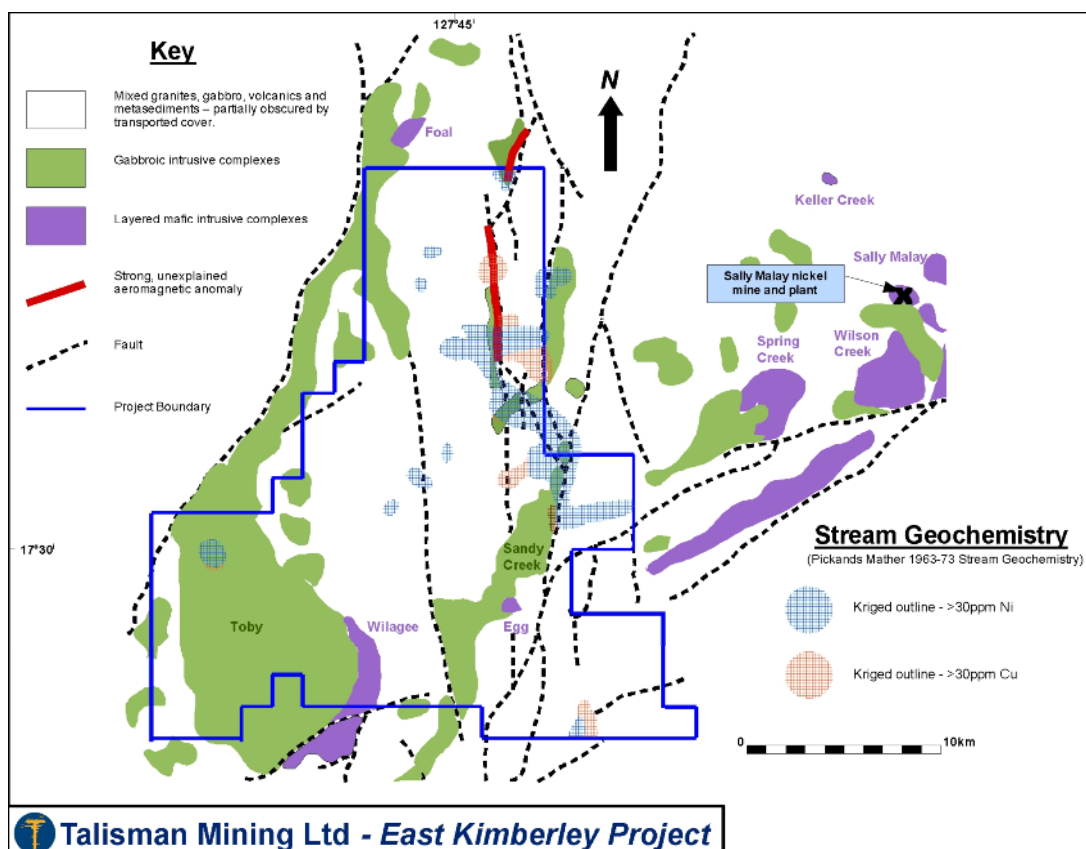 127°45'
Key
Mixed granites, gabbro, volcanics and
metasediments – partially obscured by
transported cover.
Gabbroic intrusive complexes
Layered mafic intrusive complexes
Strong, unexplained
aeromagnetic anomaly
Fault
Project Boundary
N
Foal
Keller Creek
Sally Malay
Sally Malay nickel
mine and plant
Spring
Creek
Wilson
Creek
17°30'
Sandy
Creek
Toby
Wilagee
Egg
Stream Geochemistry
(Pickands Mather 1963-73 Stream Geochemistry)
Kriged outline - >30ppm Ni
Kriged outline - >30ppm Cu
0
10km
Talisman Mining Ltd - East Kimberley Project